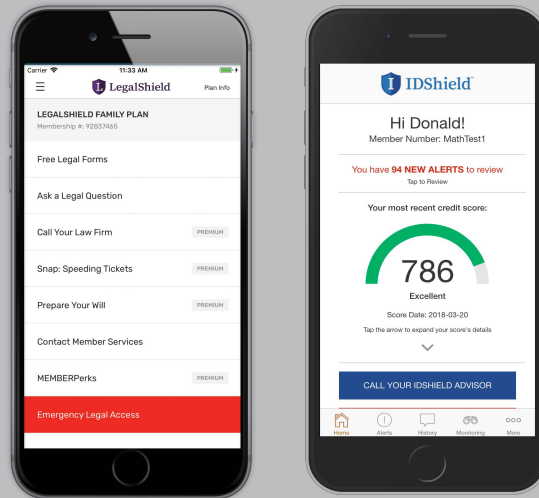 Carrier 11:33 AM
LegalShield
Plan Info
LEGALSHIELD FAMILY PLAN
Membership #: 92837465
Free Legal Forms
Ask a Legal Question
Call Your Law Firm PREMIUM
Snap: Speeding Tickets PREMIUM
Prepare Your Will PREMIUM
Contact Member Services
MEMBERPerks PREMIUM
Emergency Legal Access
IDShield
Hi Donald!
Member Number: MathTest1
You have 94 NEW ALERTS to review
Tap to Review
Your most recent credit score:
786
Excellent
Score Date: 2018-03-20
Tap the arrow to expand your score's details
CALL YOUR IDSHIELD ADVISOR
Home Alerts History Monitoring More